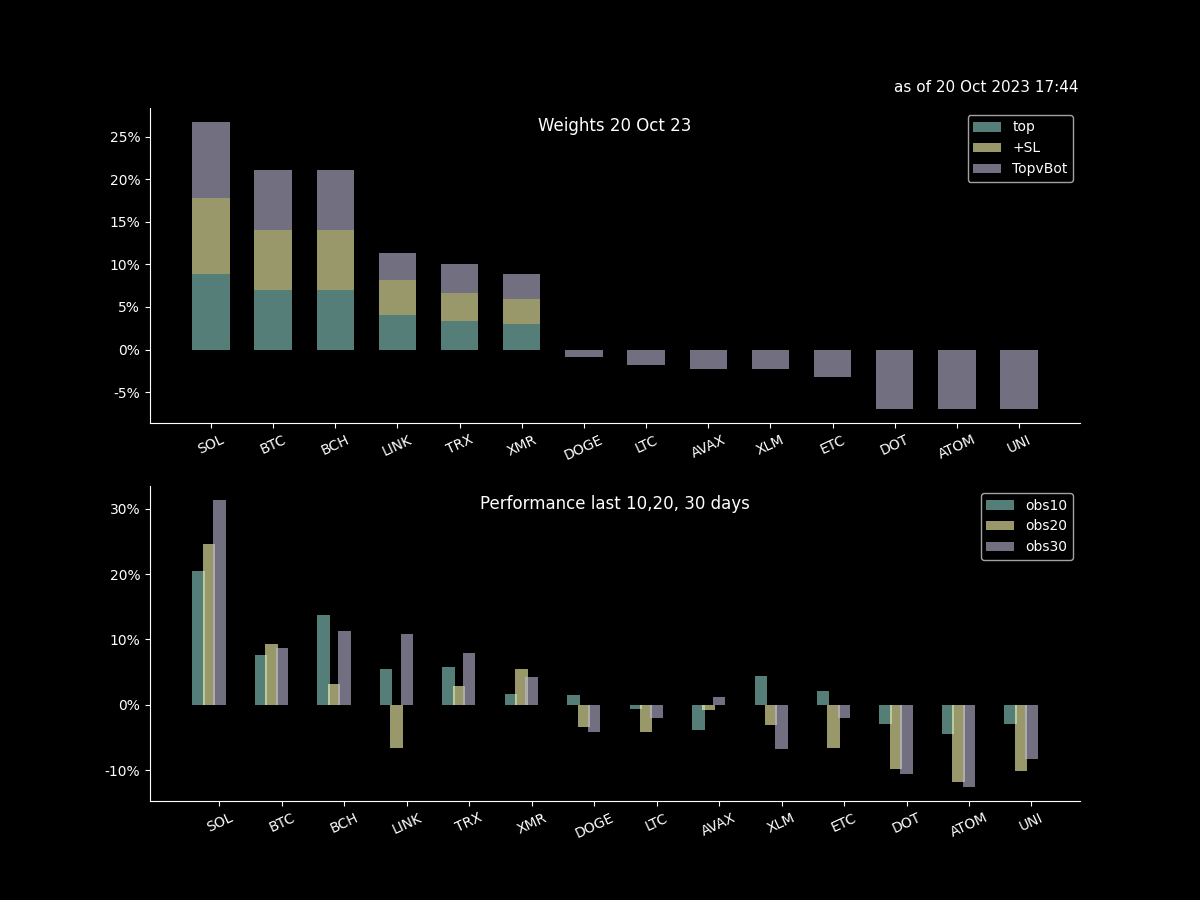 as of 20 Oct 2023 17:44
Weights 20 Oct 23
top
+SL
TopvBot
25%
20%
15%
10%
5%
0%
-5%
SOL BTC BCH LINK TRX XMR DOGE LTC AVAX XLM ETC DOT ATOM UNI
Performance last 10,20, 30 days
obs10
obs20
obs30
30%
20%
10%
0%
-10%
SOL BTC BCH LINK TRX XMR DOGE LTC AVAX XLM ETC DOT ATOM UNI